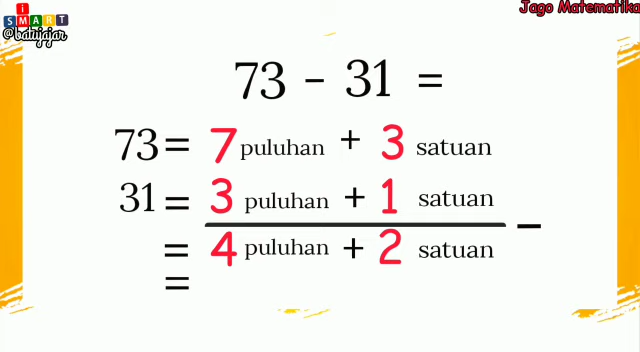 i
SMART
@batujajar
Jago Matematika
73 - 31 =
73 = 7 puluhan + 3 satuan
31 = 3 puluhan + 1 satuan
−
= 4 puluhan + 2 satuan
=